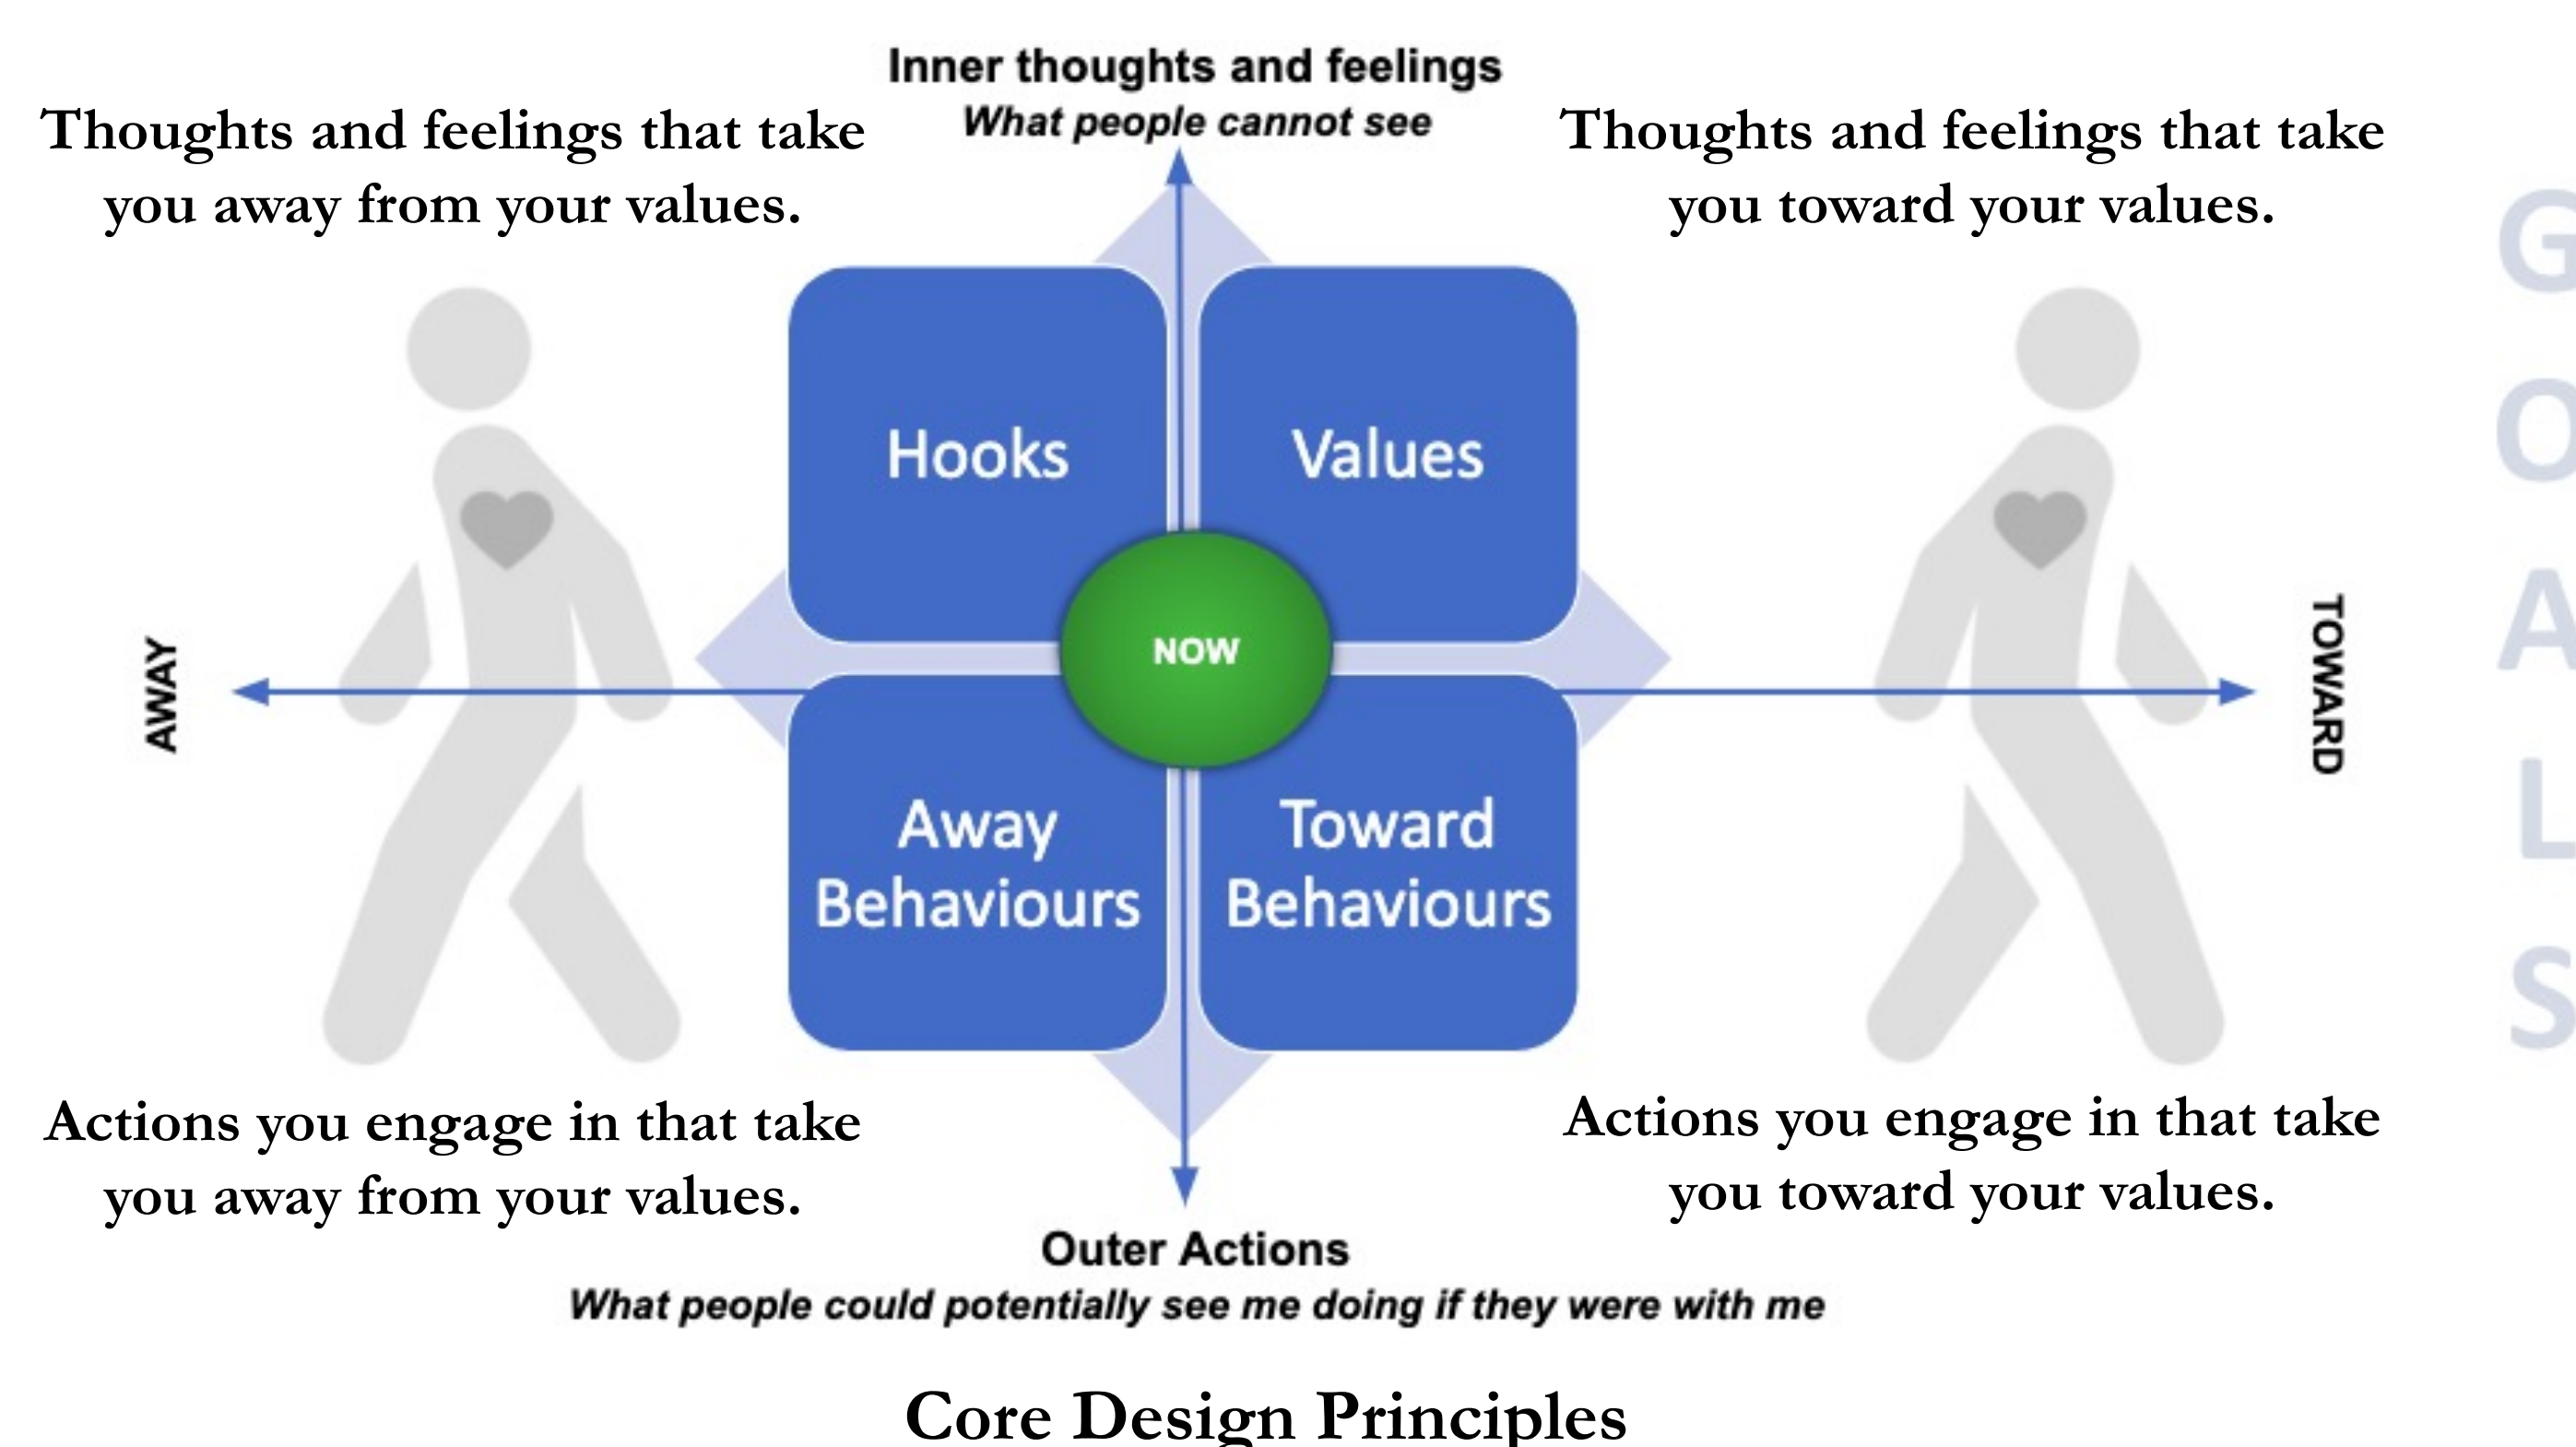 Inner thoughts and feelings
What people cannot see
Thoughts and feelings that take
you away from your values.
Thoughts and feelings that take
you toward your values.
Hooks
Values
NOW
AWAY
TOWARD
Away
Behaviours
Toward
Behaviours
GOALS
Actions you engage in that take
you away from your values.
Actions you engage in that take
you toward your values.
Outer Actions
What people could potentially see me doing if they were with me
Core Design Principles